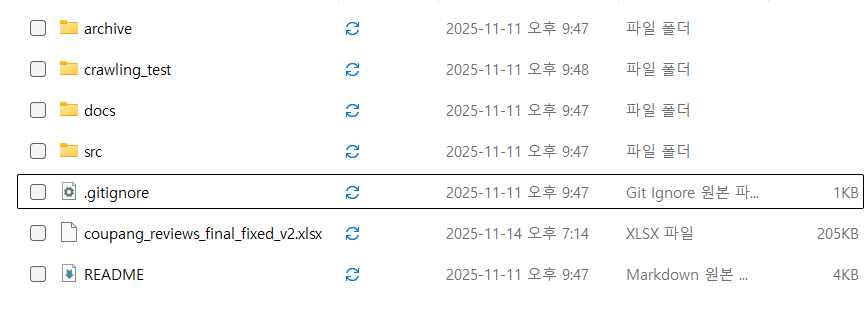 archive 2025-11-11 오후 9:47 파일 폴더
crawling_test 2025-11-11 오후 9:48 파일 폴더
docs 2025-11-11 오후 9:47 파일 폴더
src 2025-11-11 오후 9:47 파일 폴더
.gitignore 2025-11-11 오후 9:47 Git Ignore 원본 파... 1KB
coupang_reviews_final_fixed_v2.xlsx 2025-11-14 오후 7:14 XLSX 파일 205KB
README 2025-11-11 오후 9:47 Markdown 원본 ... 4KB